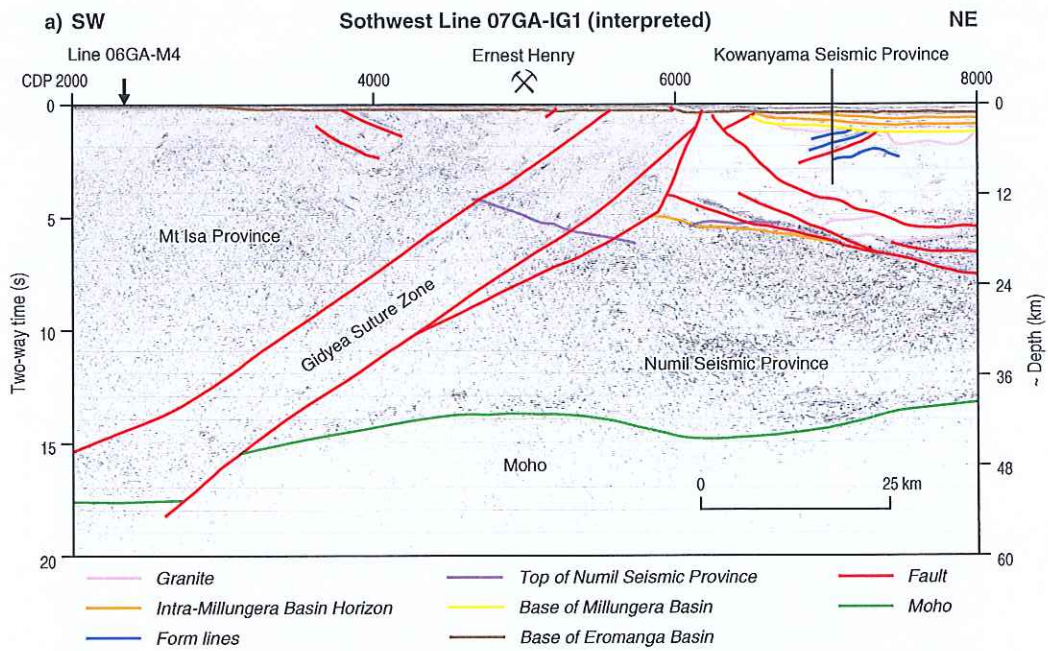 a) SW
Sothwest Line 07GA-IG1 (interpreted)
NE
Line 06GA-M4
Ernest Henry
Kowanyama Seismic Province
CDP 2000
4000
6000
8000
0
5
10
15
20
Two-way time (s)
0
12
24
36
48
60
~ Depth (km)
Mt Isa Province
Gidyea Suture Zone
Numil Seismic Province
Moho
0
25 km
Granite
Top of Numil Seismic Province
Fault
Intra-Millungera Basin Horizon
Base of Millungera Basin
Moho
Form lines
Base of Eromanga Basin